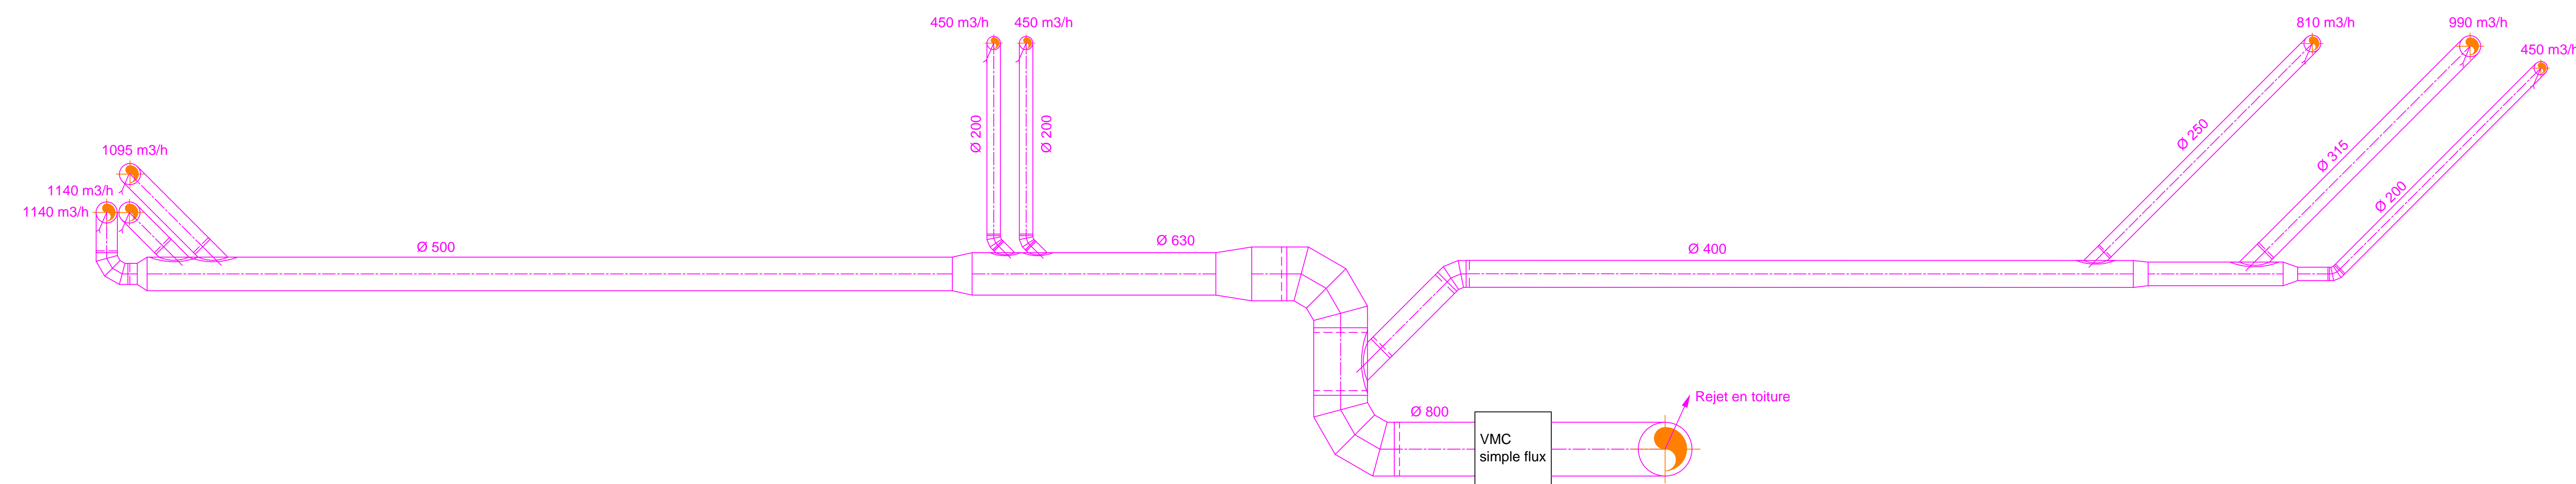 450 m3/h
450 m3/h
810 m3/h
990 m3/h
450 m3/h
Ø 200
Ø 200
Ø 250
Ø 315
Ø 200
1095 m3/h
1140 m3/h
1140 m3/h
Ø 500
Ø 630
Ø 400
Rejet en toiture
Ø 800
VMC
simple flux